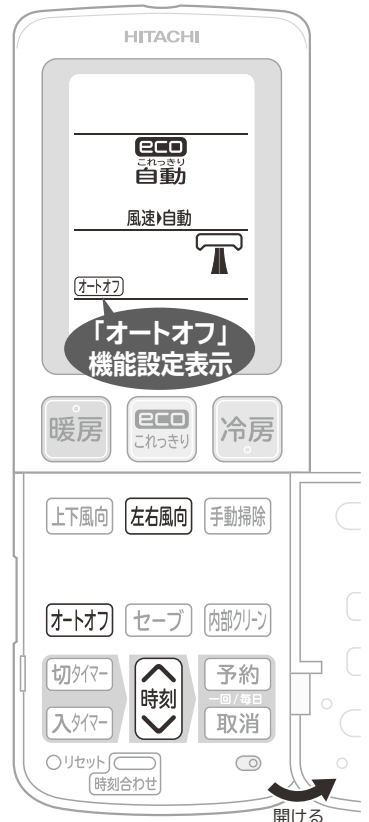 HITACHI
eco
これっきり
自動
風速▶自動
オートオフ
「オートオフ」
機能設定表示
暖房
eco
これっきり
冷房
上下風向
左右風向
手動掃除
オートオフ
セーブ
内部クリーン
切タイマー
時刻
予約
一回/毎日
入タイマー
取消
リセット
時刻合わせ
開ける